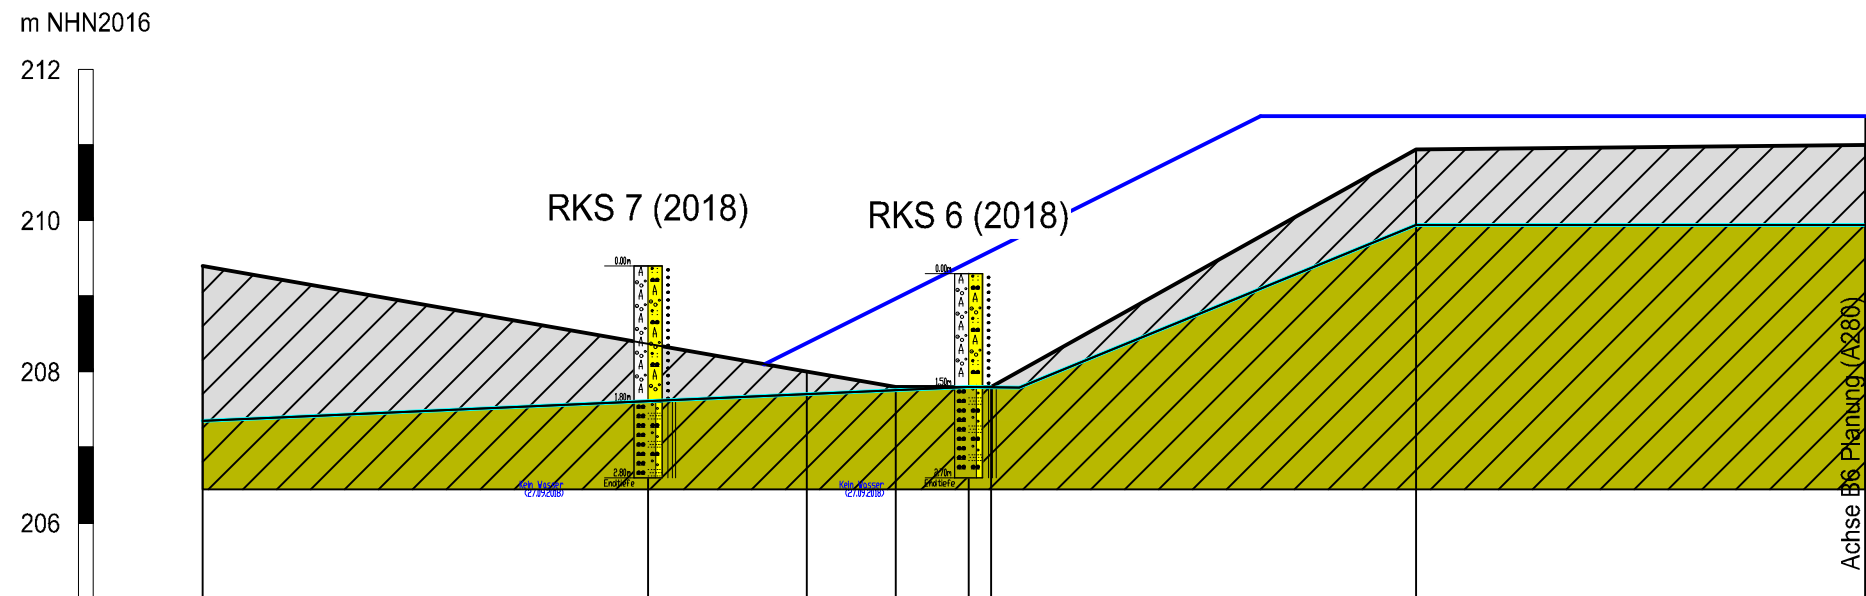 m NHN2016
212
210
208
206
RKS 7 (2018)
RKS 6 (2018)
0.00m
1.80m
2.80m
Endtiefe
Kein Wasser
(27.09.2018)
0.00m
1.50m
2.70m
Endtiefe
Kein Wasser
(27.09.2018)
A
A
A
A
A
A
A
A
A
A
A
A
A
Achse B6 Planung (A280)